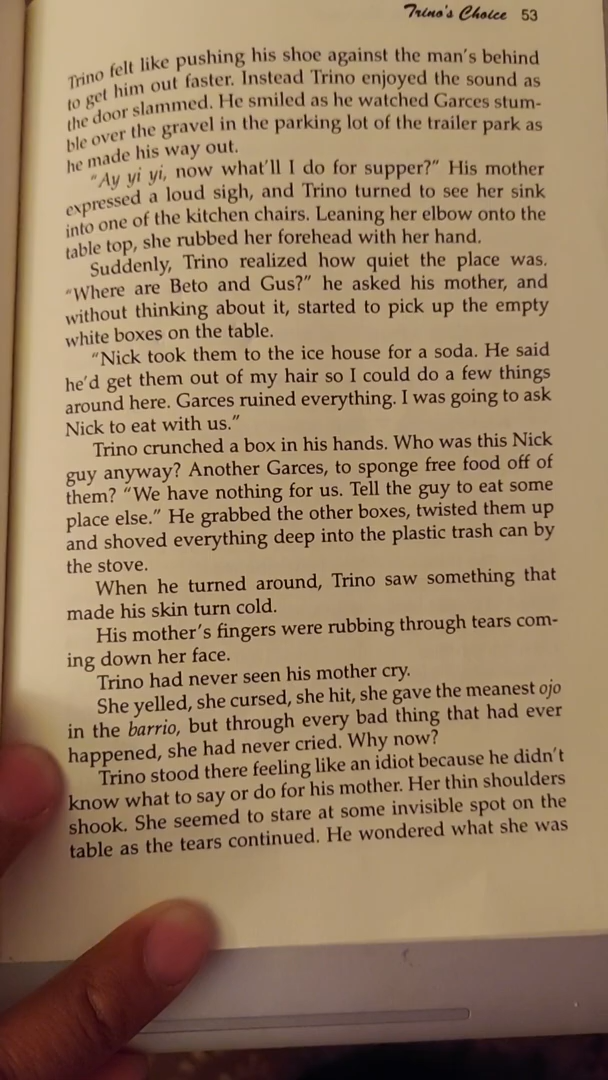 Trino's Choice 53
Trino felt like pushing his shoe against the man's behind
to get him out faster. Instead Trino enjoyed the sound as
the door slammed. He smiled as he watched Garces stum-
ble over the gravel in the parking lot of the trailer park as
he made his way out.
"Ay yi yi, now what'll I do for supper?" His mother
expressed a loud sigh, and Trino turned to see her sink
into one of the kitchen chairs. Leaning her elbow onto the
table top, she rubbed her forehead with her hand.
Suddenly, Trino realized how quiet the place was.
"Where are Beto and Gus?" he asked his mother, and
without thinking about it, started to pick up the empty
white boxes on the table.
"Nick took them to the ice house for a soda. He said
he'd get them out of my hair so I could do a few things
around here. Garces ruined everything. I was going to ask
Nick to eat with us."
Trino crunched a box in his hands. Who was this Nick
guy anyway? Another Garces, to sponge free food off of
them? "We have nothing for us. Tell the guy to eat some
place else." He grabbed the other boxes, twisted them up
and shoved everything deep into the plastic trash can by
the stove.
When he turned around, Trino saw something that
made his skin turn cold.
His mother's fingers were rubbing through tears com-
ing down her face.
Trino had never seen his mother cry.
She yelled, she cursed, she hit, she gave the meanest ojo
in the barrio, but through every bad thing that had ever
happened, she had never cried. Why now?
Trino stood there feeling like an idiot because he didn't
know what to say or do for his mother. Her thin shoulders
shook. She seemed to stare at some invisible spot on the
table as the tears continued. He wondered what she was